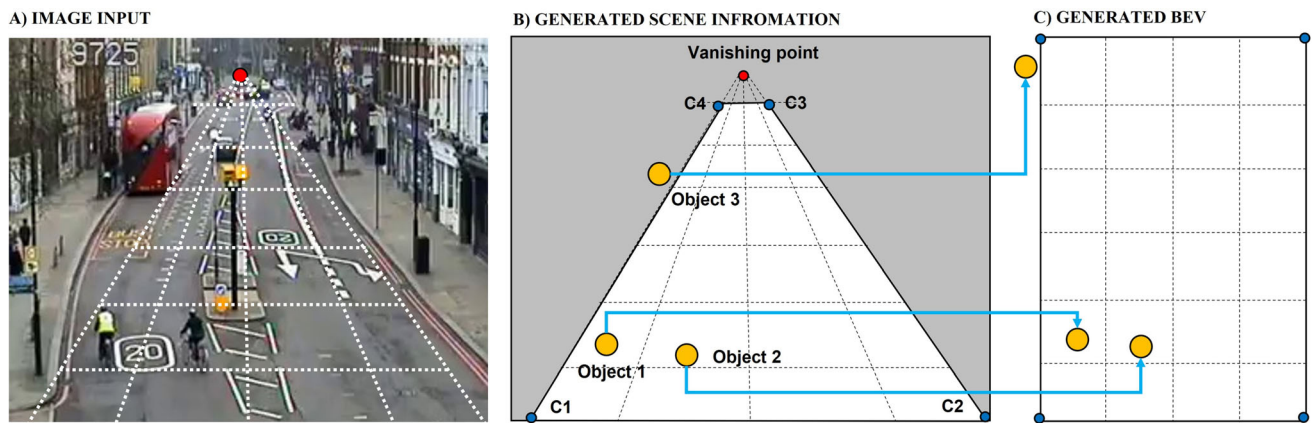 A) IMAGE INPUT
B) GENERATED SCENE INFROMATION
C) GENERATED BEV
9725
Vanishing point
C4
C3
Object 3
BUS
STOP
20
20
Object 2
Object 1
C1
C2